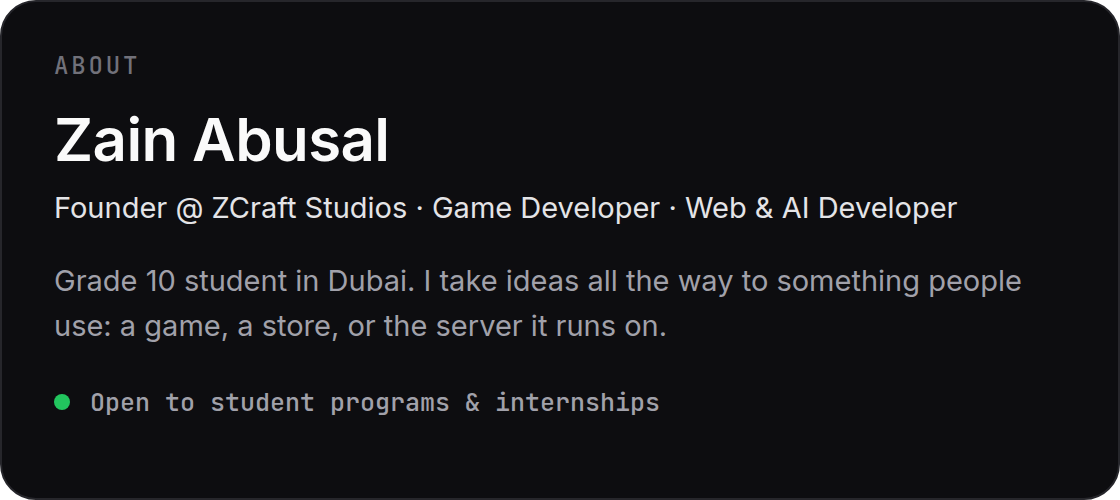 ABOUT
Zain Abusal
Founder @ ZCraft Studios · Game Developer · Web & AI Developer
Grade 10 student in Dubai. I take ideas all the way to something people
use: a game, a store, or the server it runs on.
Open to student programs & internships